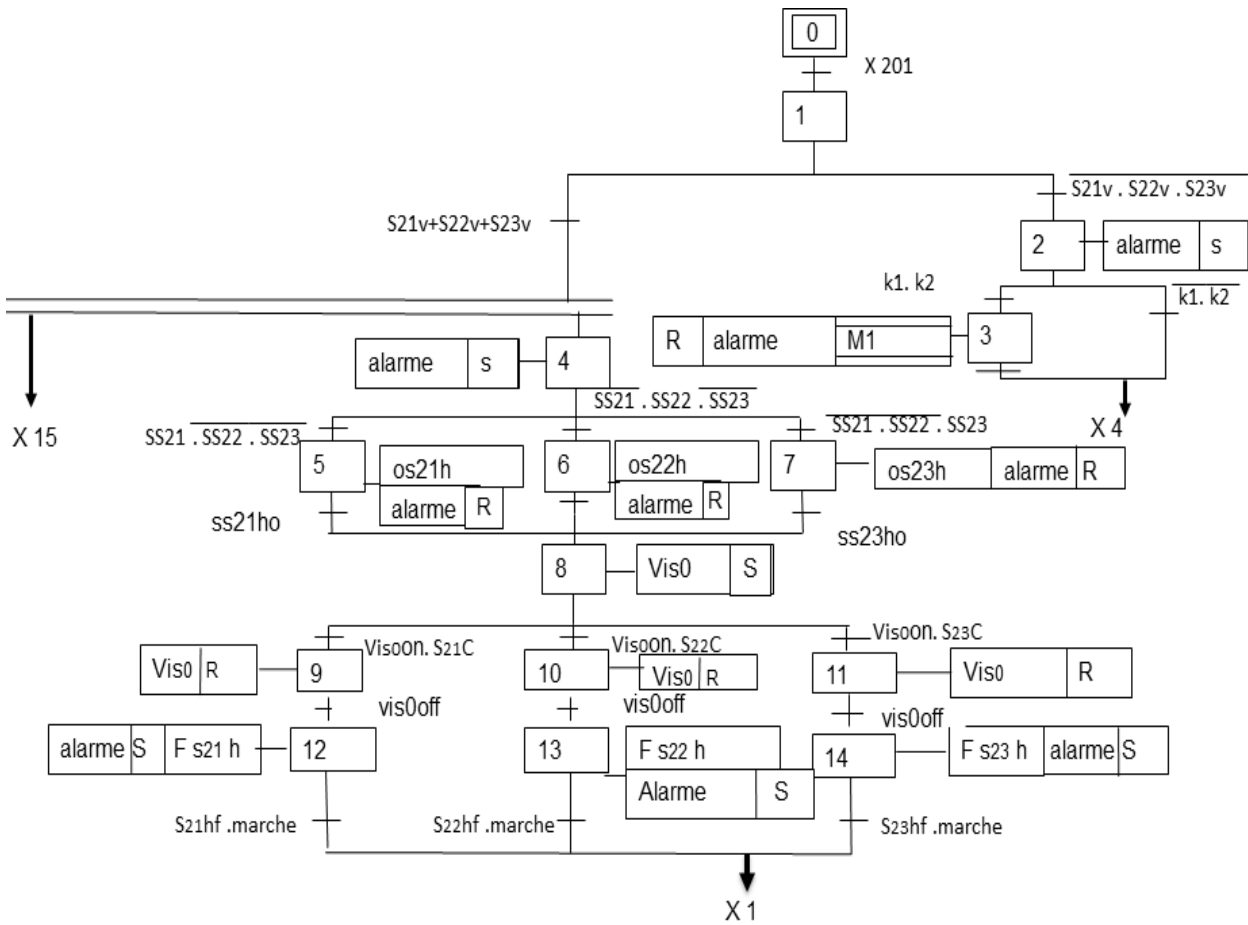 0
X 201
1
S21v+S22v+S23v
S21v . S22v . S23v
2
alarme s
k1. k2
k1. k2
R alarme M1
3
alarme s
4
X 15
X 4
SS21 . SS22 . SS23
SS21 . SS22 . SS23
SS21 . SS22 . SS23
5
os21h
alarme R
6
os22h
alarme R
7
os23h alarme R
ss21ho
ss23ho
8
Vis0 S
Vis0on. S21C
Vis0on. S22C
Vis0on. S23C
Vis0 R
9
10
Vis0 R
11
Vis0 R
vis0off
vis0off
vis0off
alarme S F s21 h
12
13
F s22 h
Alarme S
14
F s23 h alarme S
S21hf .marche
S22hf .marche
S23hf .marche
X 1